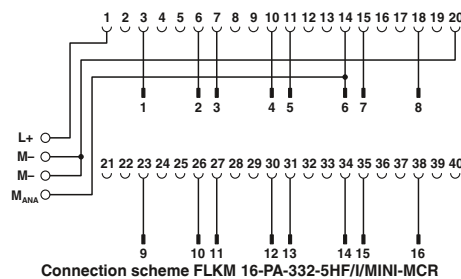 1 2 3 4 5 6 7 8 9 10 11 12 13 14 15 16 17 18 19 20
1 2 3 4 5 6 7 8
L+
M–
M–
MANA
21 22 23 24 25 26 27 28 29 30 31 32 33 34 35 36 37 38 39 40
9 10 11 12 13 14 15 16
Connection scheme FLKM 16-PA-332-5HF/I/MINI-MCR